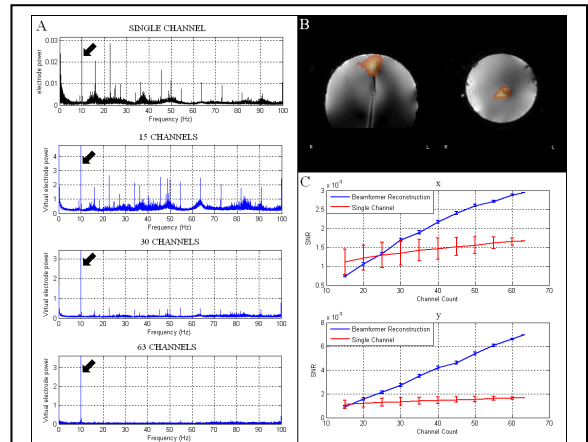 A
SINGLE CHANNEL
electrode power
0.03
0.02
0.01
0
0 10 20 30 40 50 60 70 80 90 100
Frequency (Hz)
15 CHANNELS
Virtual electrode power
4
3
2
1
0
0 10 20 30 40 50 60 70 80 90 100
Frequency (Hz)
30 CHANNELS
Virtual electrode power
3
2
1
0
0 10 20 30 40 50 60 70 80 90 100
Frequency (Hz)
63 CHANNELS
Virtual electrode power
3
2
1
0
0 10 20 30 40 50 60 70 80 90 100
Frequency (Hz)
B
R L L
C
x
x 10
Beamformer Reconstruction
Single Channel
SNR
3
2.5
2
1.5
1
0.5
10 20 30 40 50 60 70
Channel Count
y
Beamformer Reconstruction
Single Channel
SNR
8
6
4
2
0
10 20 30 40 50 60 70
Channel Count